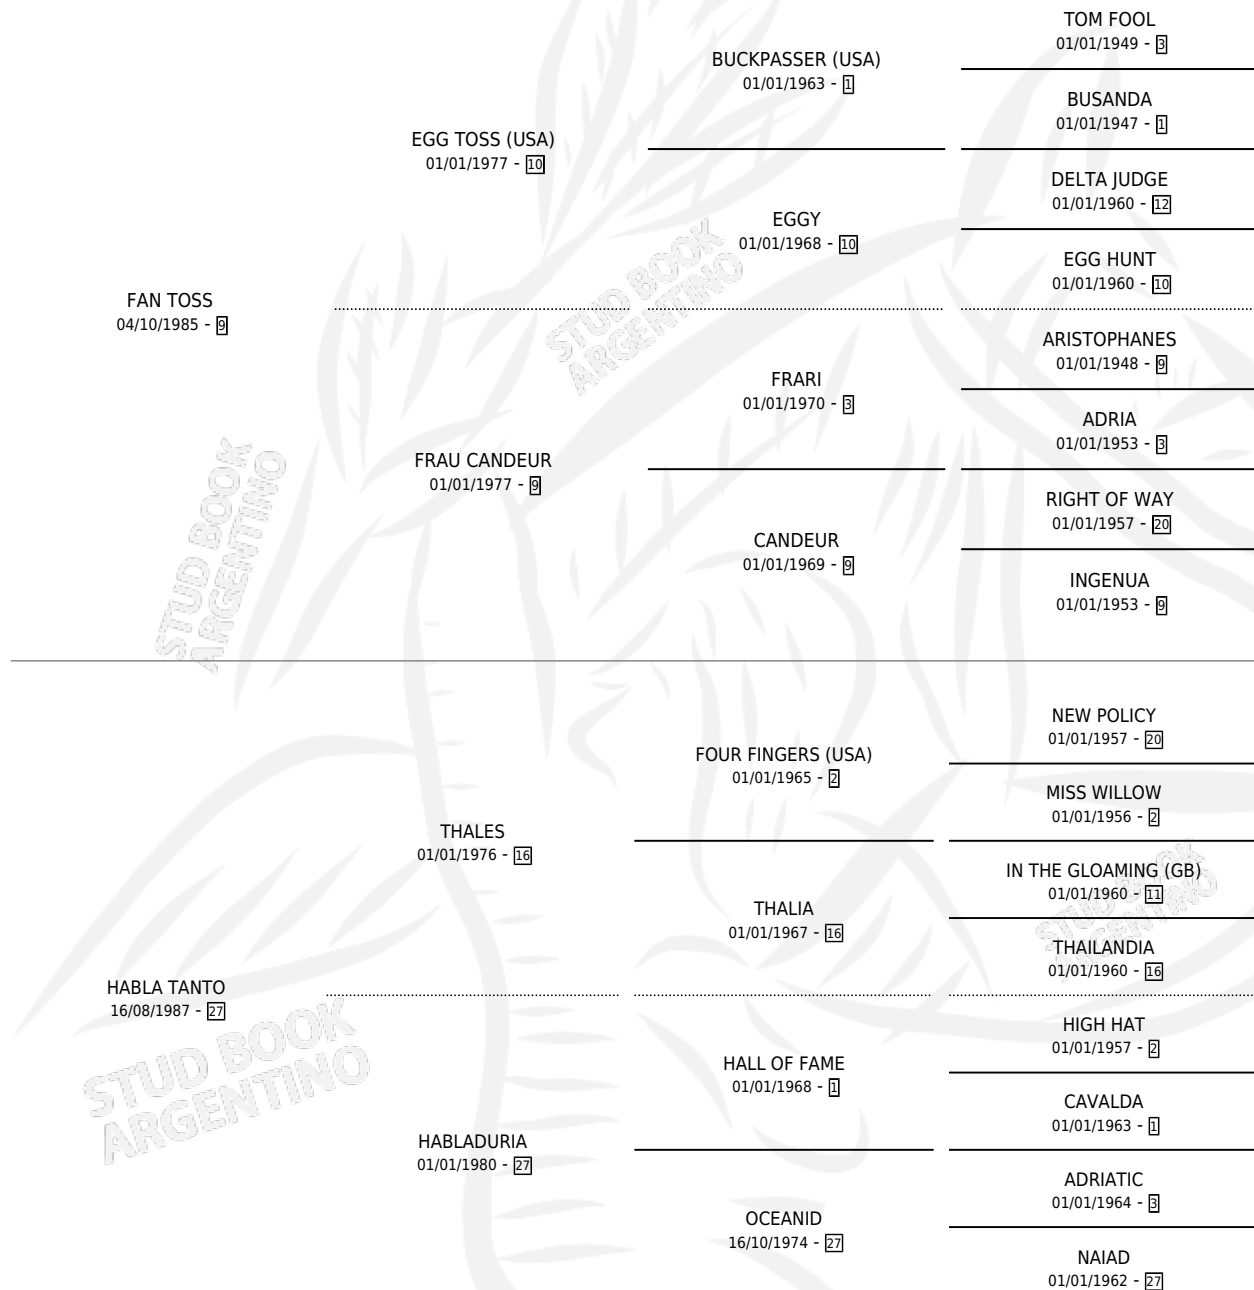 TOM FOOL
01/01/1949 - 3
BUCKPASSER (USA)
01/01/1963 - 1
BUSANDA
01/01/1947 - 1
EGG TOSS (USA)
01/01/1977 - 10
DELTA JUDGE
01/01/1960 - 12
EGGY
01/01/1968 - 10
EGG HUNT
01/01/1960 - 10
FAN TOSS
04/10/1985 - 9
ARISTOPHANES
01/01/1948 - 9
FRARI
01/01/1970 - 3
ADRIA
01/01/1953 - 3
FRAU CANDEUR
01/01/1977 - 9
RIGHT OF WAY
01/01/1957 - 20
CANDEUR
01/01/1969 - 9
INGENUA
01/01/1953 - 9
NEW POLICY
01/01/1957 - 20
FOUR FINGERS (USA)
01/01/1965 - 2
MISS WILLOW
01/01/1956 - 2
THALES
01/01/1976 - 16
IN THE GLOAMING (GB)
01/01/1960 - 11
THALIA
01/01/1967 - 16
THAILANDIA
01/01/1960 - 16
HABLA TANTO
16/08/1987 - 27
HIGH HAT
01/01/1957 - 2
HALL OF FAME
01/01/1968 - 1
CAVALDA
01/01/1963 - 1
HABLADURIA
01/01/1980 - 27
ADRIATIC
01/01/1964 - 3
OCEANID
16/10/1974 - 27
NAIAD
01/01/1962 - 27
STUD BOOK
ARGENTINO
STUD BOOK
ARGENTINO
STUD BOOK
ARGENTINO
STUD BOOK
ARGENTINO